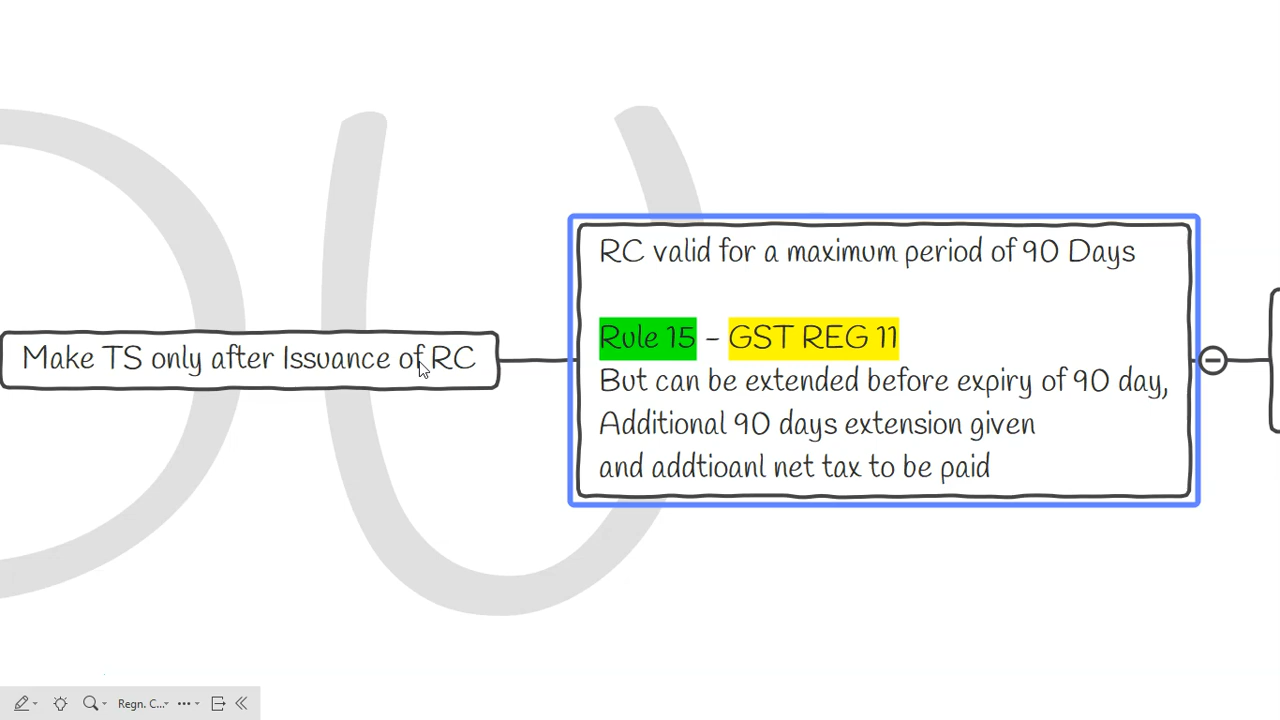 Make TS only after Issuance of RC
RC valid for a maximum period of 90 Days
Rule 15 - GST REG 11
But can be extended before expiry of 90 day,
Additional 90 days extension given
and addtioanl net tax to be paid
Regn. C...